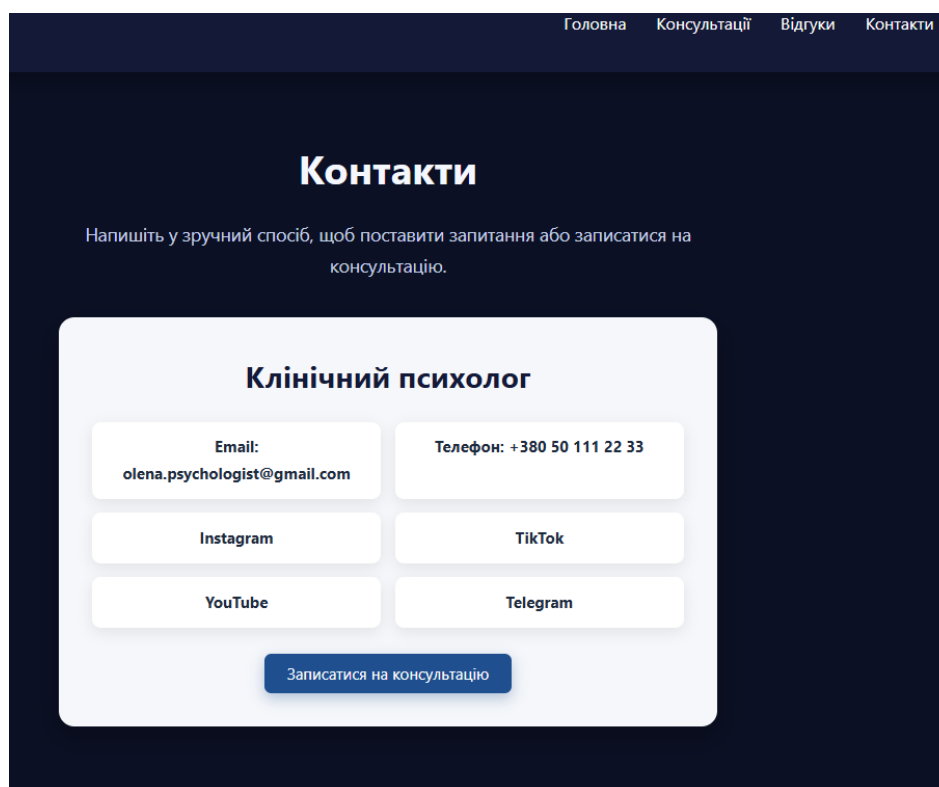 Головна Консультації Відгуки Контакти
Контакти
Напишіть у зручний спосіб, щоб поставити запитання або записатися на
консультацію.
Клінічний психолог
Email:
olena.psychologist@gmail.com
Телефон: +380 50 111 22 33
Instagram
TikTok
YouTube
Telegram
Записатися на консультацію